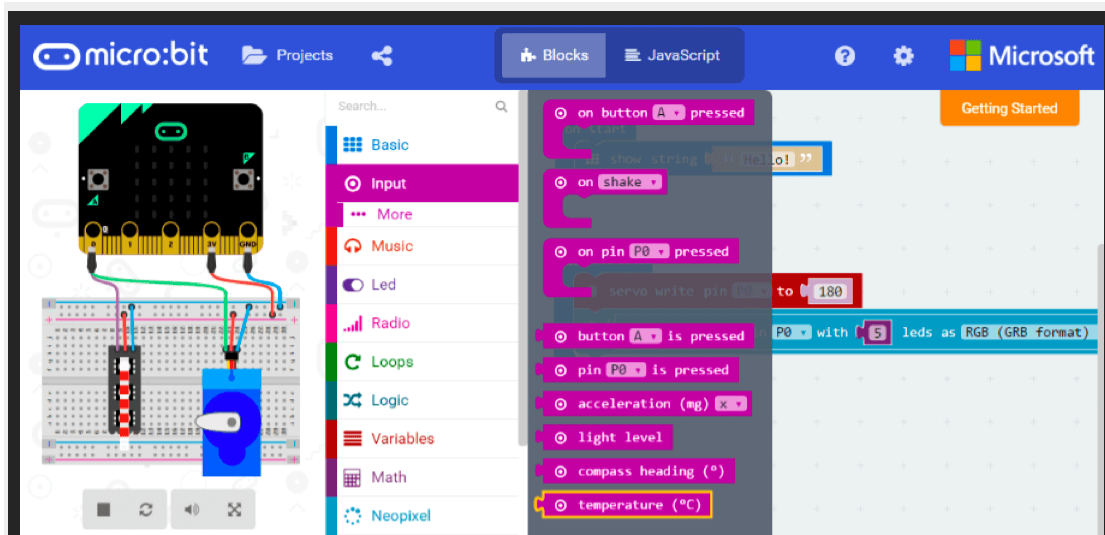 micro:bit Projects Blocks JavaScript ? Microsoft
Getting Started
Search...
Basic
Input
More
Music
Led
Radio
Loops
Logic
Variables
Math
Neopixel
on button A pressed
on start
show string " Hello! "
on shake
on pin P0 pressed
servo write pin P0 to 180
button A is pressed
P0 with 5 leds as RGB (GRB format)
pin P0 is pressed
acceleration (mg) x
light level
compass heading (º)
temperature (ºC)
A
B
0 1 2 3V GND